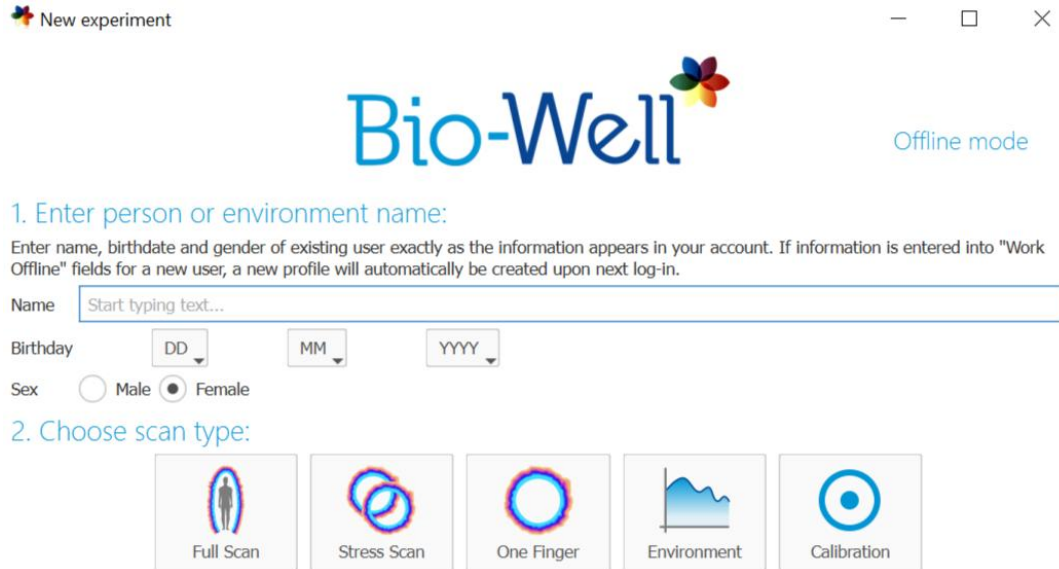 New experiment
Bio-Well
Offline mode
1. Enter person or environment name:
Enter name, birthdate and gender of existing user exactly as the information appears in your account. If information is entered into "Work
Offline" fields for a new user, a new profile will automatically be created upon next log-in.
Name Start typing text...
Birthday DD MM YYYY
Sex Male Female
2. Choose scan type:
Full Scan Stress Scan One Finger Environment Calibration